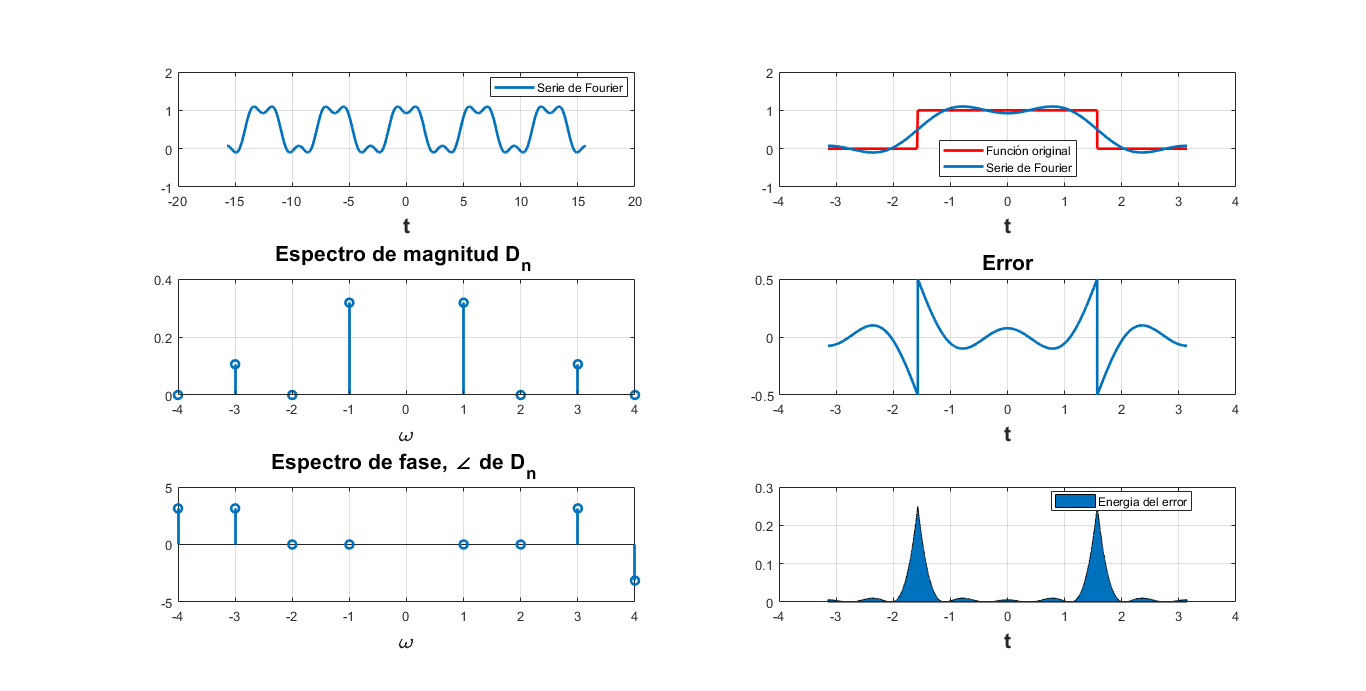 2
1
0
-1
-20 -15 -10 -5 0 5 10 15 20
Serie de Fourier
t
2
1
0
-1
-4 -3 -2 -1 0 1 2 3 4
Función original
Serie de Fourier
t
Espectro de magnitud Dn
0.4
0.2
0
-4 -3 -2 -1 0 1 2 3 4
ω
Error
0.5
0
-0.5
-4 -3 -2 -1 0 1 2 3 4
t
Espectro de fase, ∠ de Dn
5
0
-5
-4 -3 -2 -1 0 1 2 3 4
ω
0.3
0.2
0.1
0
-4 -3 -2 -1 0 1 2 3 4
Energia del error
t